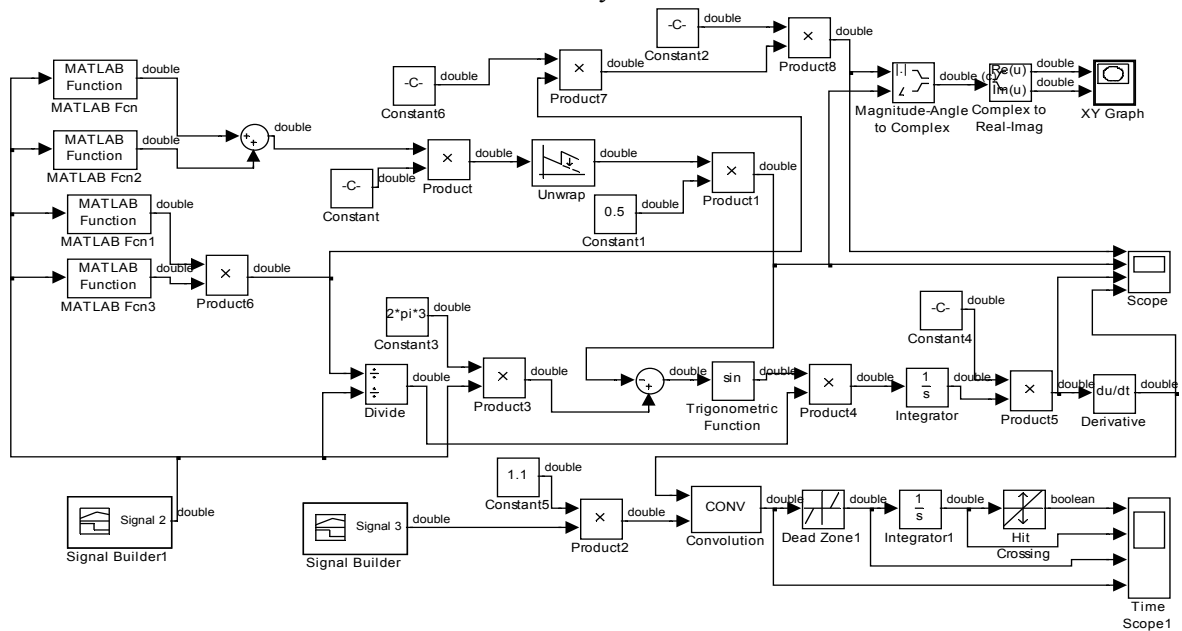 double
-C-
Constant2
double
×
Product8
double
MATLAB
Function
MATLAB Fcn
double
-C-
Constant6
double
×
Product7
double
|·|
Magnitude-Angle
to Complex
double (c)
Re(u)
Im(u)
Complex to
Real-Imag
double
double
XY Graph
MATLAB
Function
MATLAB Fcn2
double
double
-C-
Constant
double
×
Product
double
Unwrap
double
0.5
Constant1
double
×
Product1
double
MATLAB
Function
MATLAB Fcn1
double
MATLAB
Function
MATLAB Fcn3
double
×
Product6
double
Scope
2*pi*3
Constant3
double
÷
÷
Divide
double
×
Product3
double
double
sin
Trigonometric
Function
double
×
Product4
double
1
s
Integrator
double
-C-
Constant4
double
×
Product5
double
du/dt
Derivative
double
Signal 2
Signal Builder1
double
Signal 3
Signal Builder
double
1.1
Constant5
double
×
Product2
double
CONV
Convolution
double
Dead Zone1
double
1
s
Integrator1
double
Hit
Crossing
boolean
Time
Scope1